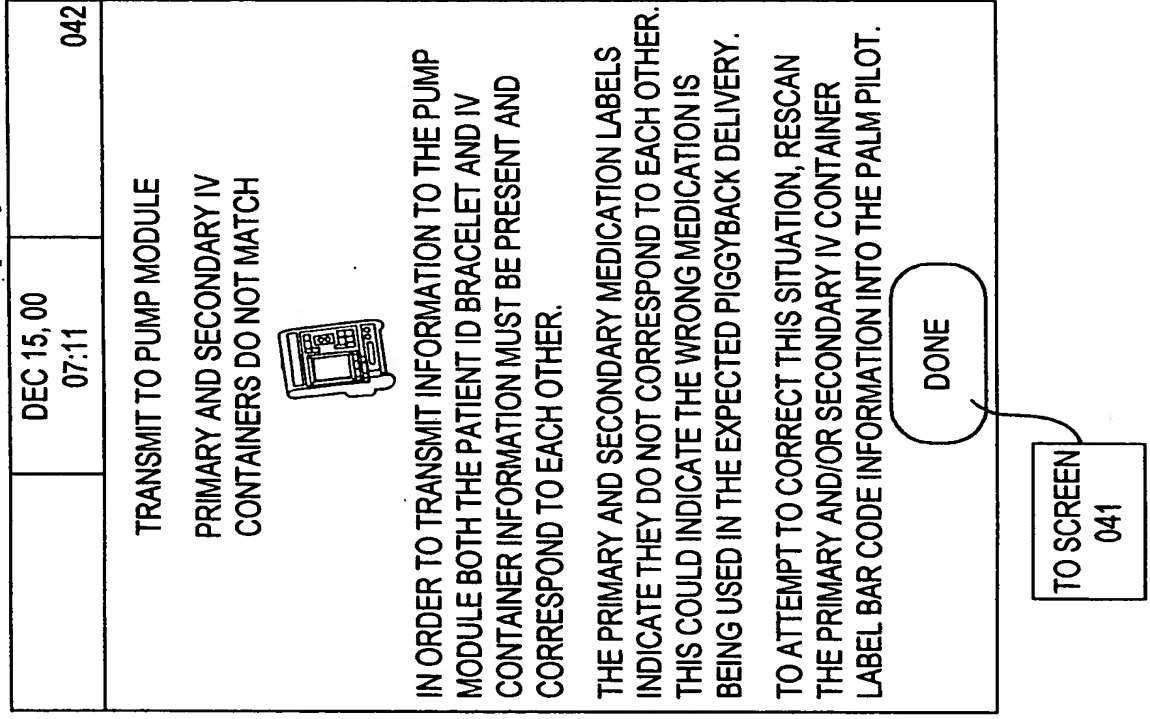 DEC 15, 00
07:11
042
TRANSMIT TO PUMP MODULE
PRIMARY AND SECONDARY IV
CONTAINERS DO NOT MATCH
IN ORDER TO TRANSMIT INFORMATION TO THE PUMP
MODULE BOTH THE PATIENT ID BRACELET AND IV
CONTAINER INFORMATION MUST BE PRESENT AND
CORRESPOND TO EACH OTHER.
THE PRIMARY AND SECONDARY MEDICATION LABELS
INDICATE THEY DO NOT CORRESPOND TO EACH OTHER.
THIS COULD INDICATE THE WRONG MEDICATION IS
BEING USED IN THE EXPECTED PIGGYBACK DELIVERY.
TO ATTEMPT TO CORRECT THIS SITUATION, RESCAN
THE PRIMARY AND/OR SECONDARY IV CONTAINER
LABEL BAR CODE INFORMATION INTO THE PALM PILOT.
DONE
TO SCREEN
041